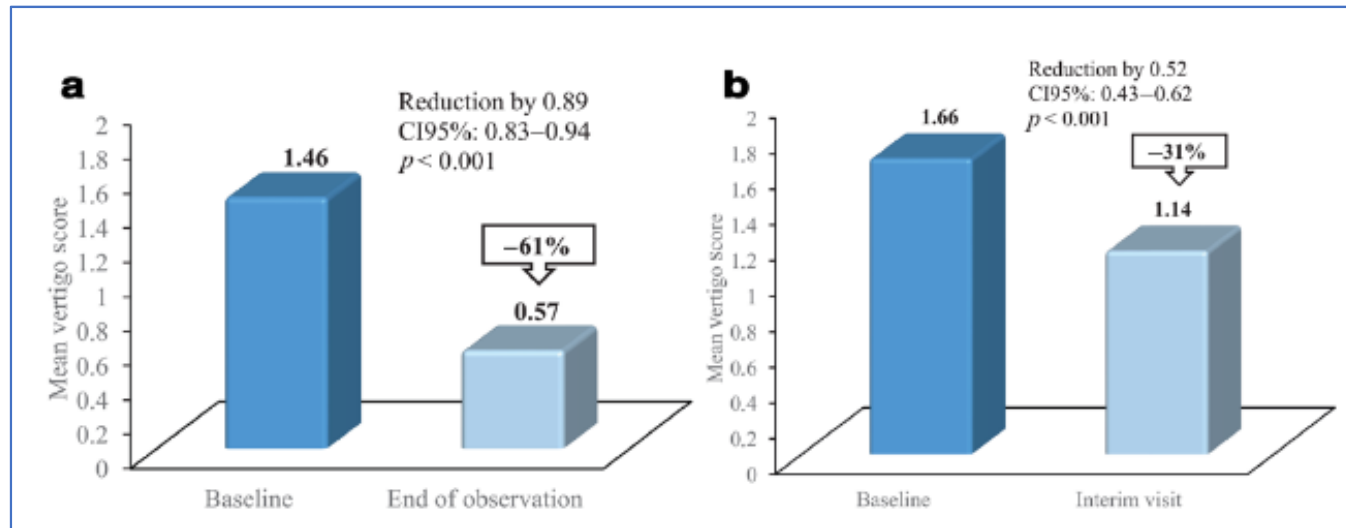 a
Reduction by 0.89
CI95%: 0.83–0.94
p < 0.001
Mean vertigo score
2
1.8
1.6
1.4
1.2
1
0.8
0.6
0.4
0.2
0
1.46
–61%
0.57
Baseline
End of observation
b
Reduction by 0.52
CI95%: 0.43–0.62
p < 0.001
Mean vertigo score
2
1.8
1.6
1.4
1.2
1
0.8
0.6
0.4
0.2
0
1.66
–31%
1.14
Baseline
Interim visit